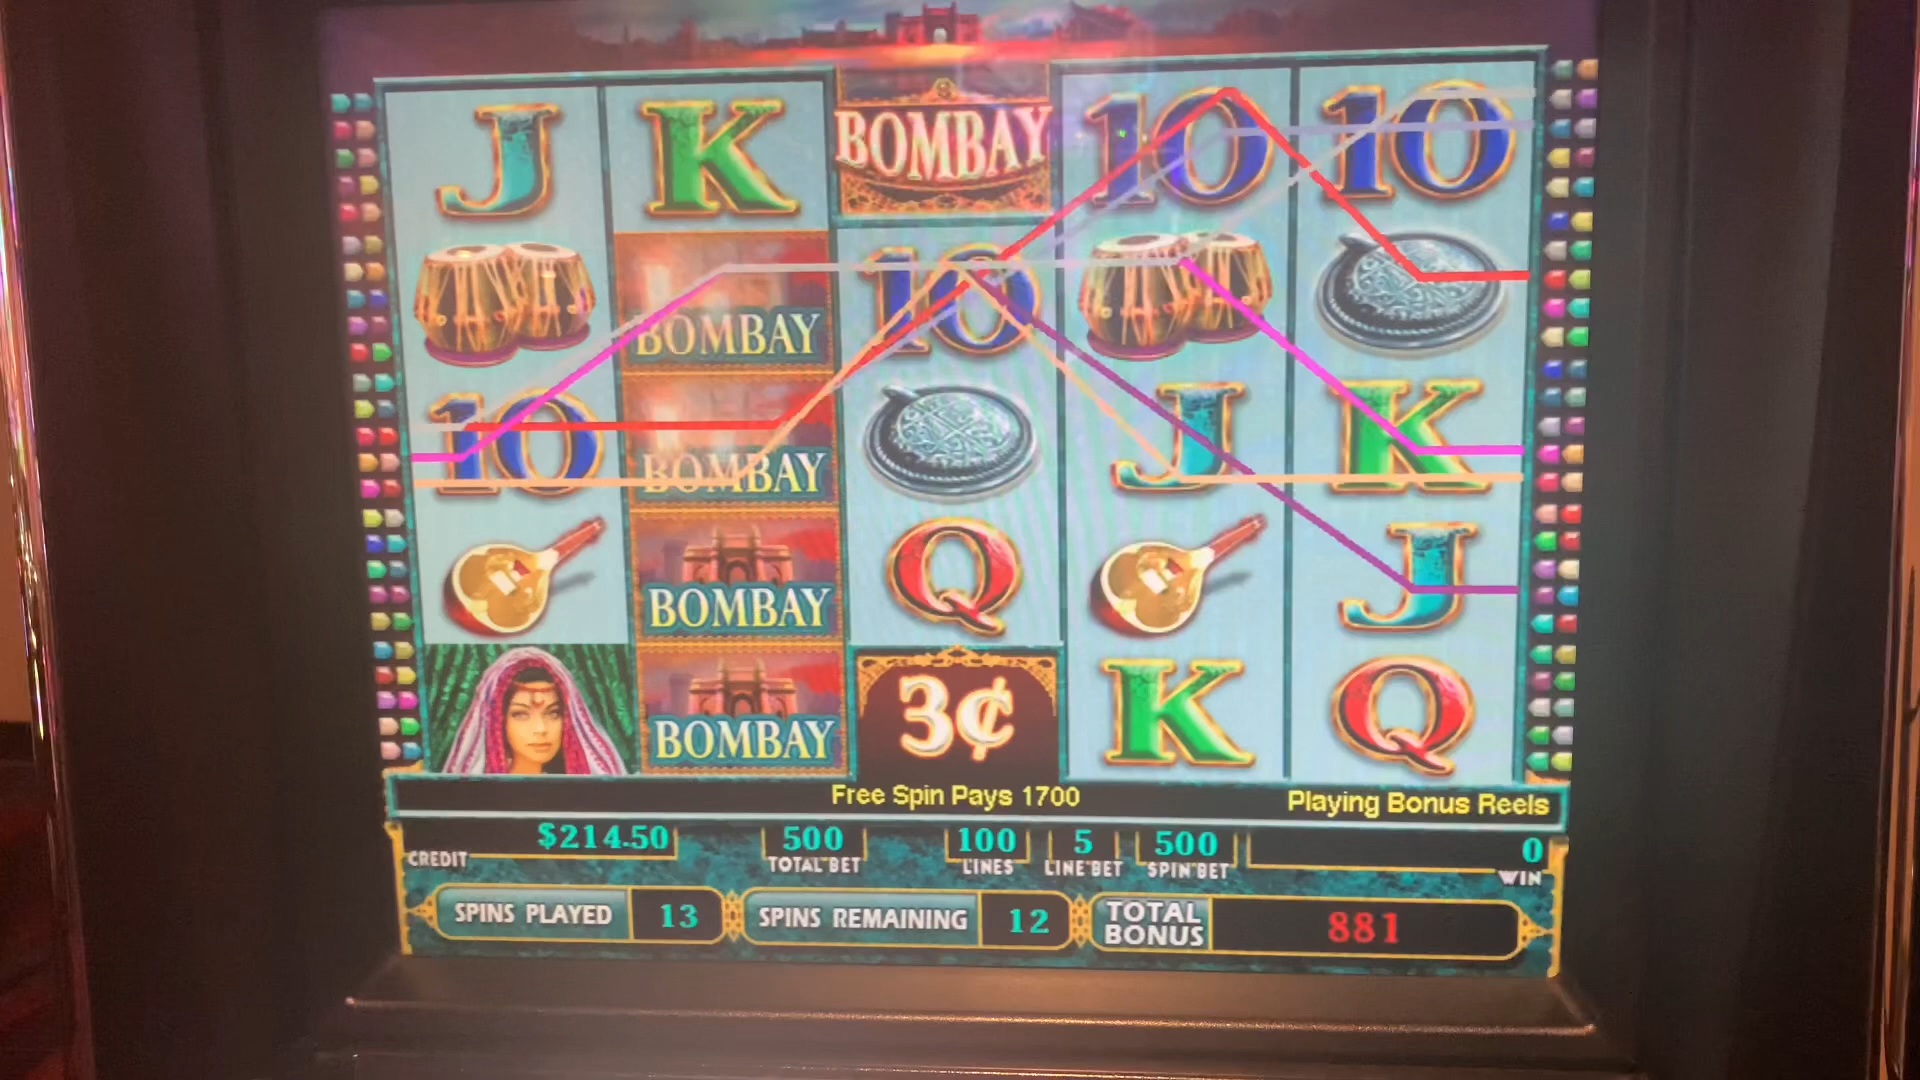 J K BOMBAY 10 10
BOMBAY 10
10 BOMBAY J K
BOMBAY Q J
BOMBAY 3¢ K Q
Free Spin Pays 1700 Playing Bonus Reels
$214.50 500 100 5 500 0
CREDIT TOTAL BET LINES LINE BET SPIN BET WIN
SPINS PLAYED 13 SPINS REMAINING 12 TOTAL BONUS 881